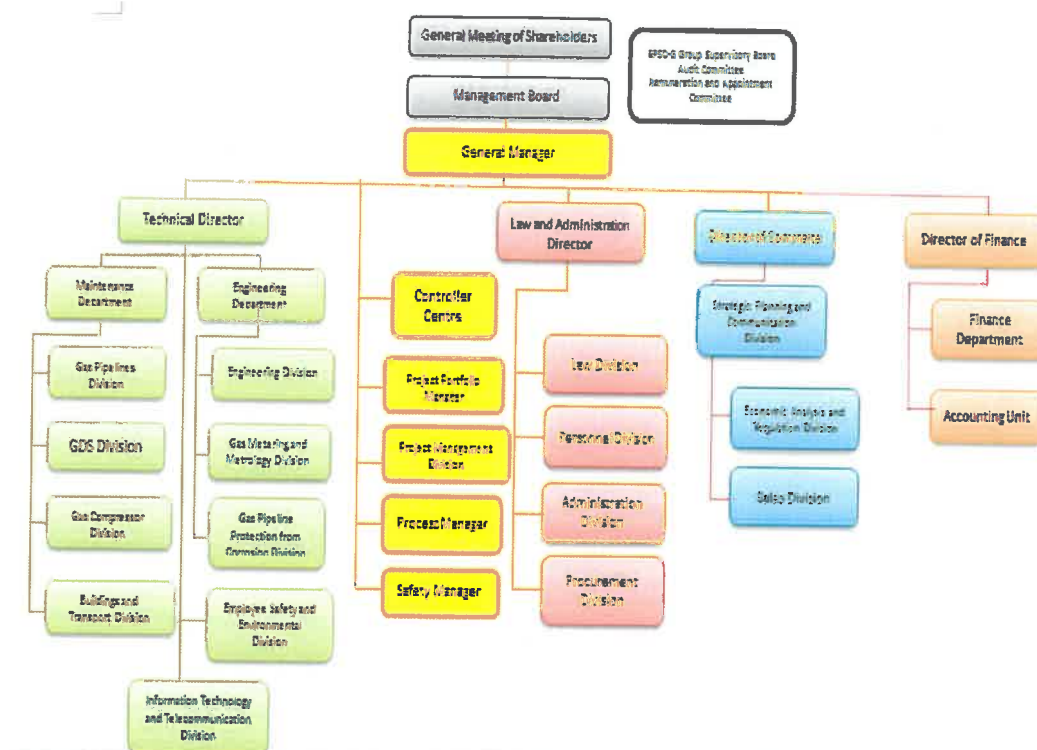 General Meeting of Shareholders
EPSO-G Group Supervisory Board
Audit Committee
Remuneration and Appointment
Committee
Management Board
General Manager
Technical Director
Law and Administration
Director
Director of Commerce
Director of Finance
Maintenance
Department
Engineering
Department
Controller
Centre
Strategic Planning and
Communication
Division
Finance
Department
Gas Pipelines
Division
Engineering Division
Project Portfolio
Manager
Law Division
Economic Analysis and
Regulation Division
Accounting Unit
GDS Division
Gas Metering and
Metrology Division
Project Management
Division
Personnel Division
Sales Division
Gas Compressor
Division
Gas Pipeline
Protection from
Corrosion Division
Process Manager
Administration
Division
Buildings and
Transport Division
Employee Safety and
Environmental
Division
Safety Manager
Procurement
Division
Information Technology
and Telecommunication
Division